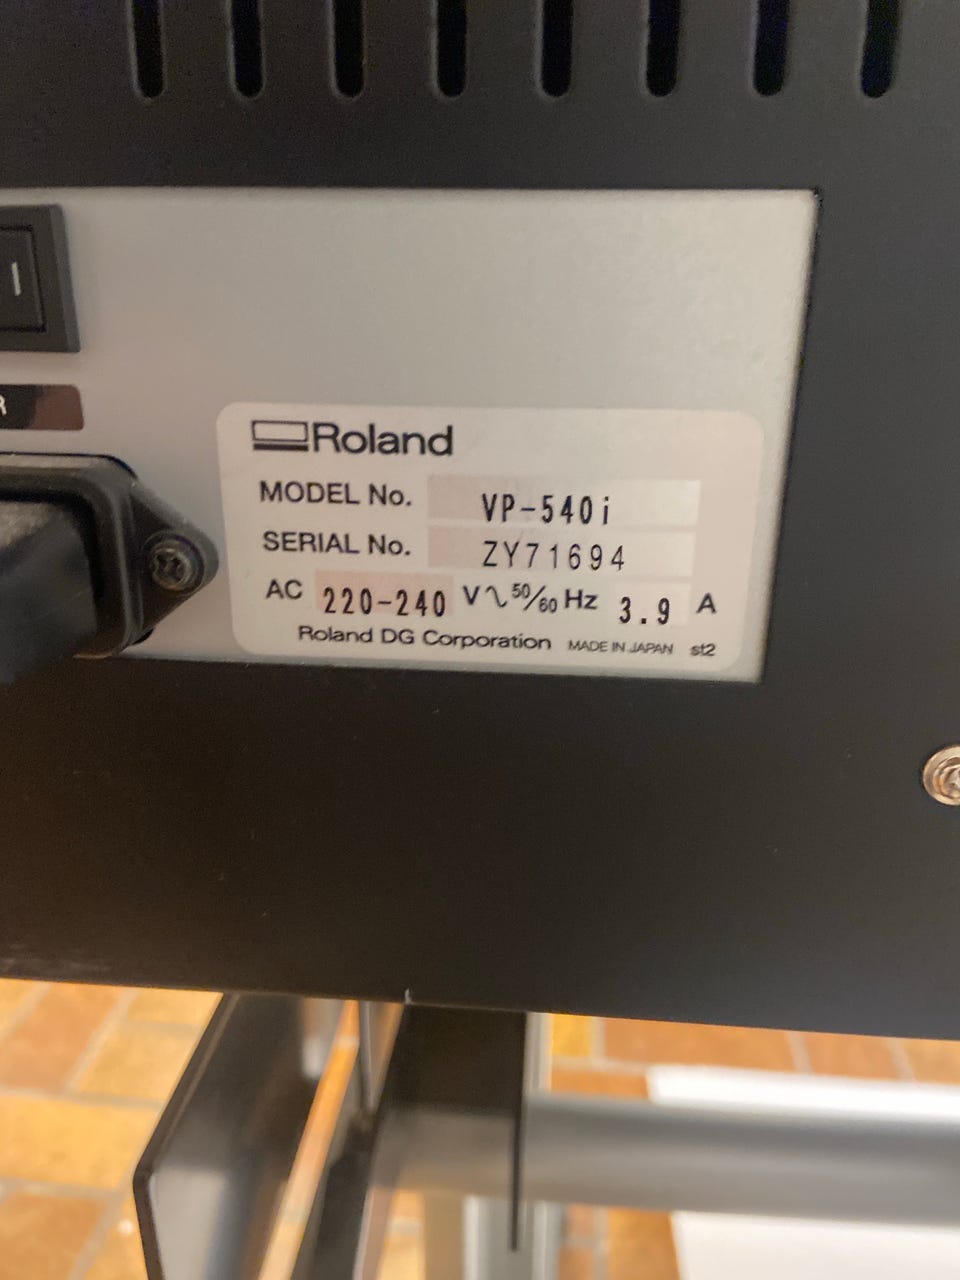 I
R
Roland
MODEL No. VP-540i
SERIAL No. ZY71694
AC 220-240 V 50/60 Hz 3.9 A
Roland DG Corporation MADE IN JAPAN st2